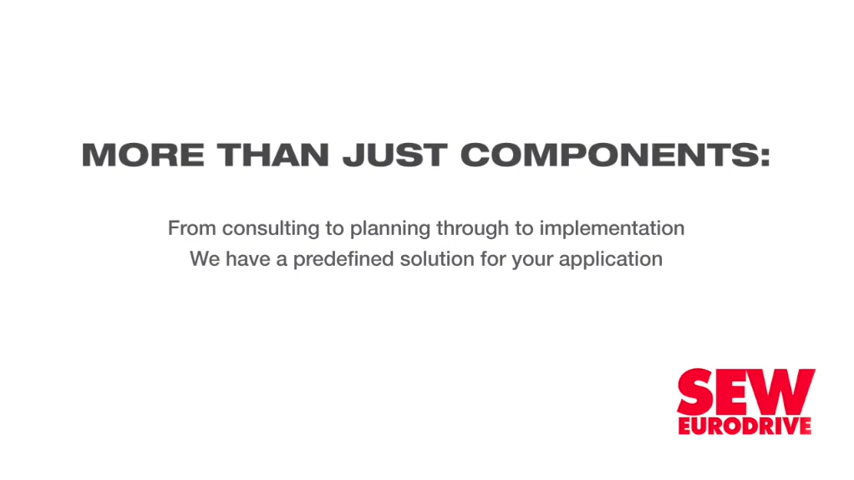 MORE THAN JUST COMPONENTS:
From consulting to planning through to implementation
We have a predefined solution for your application
SEW
EURODRIVE